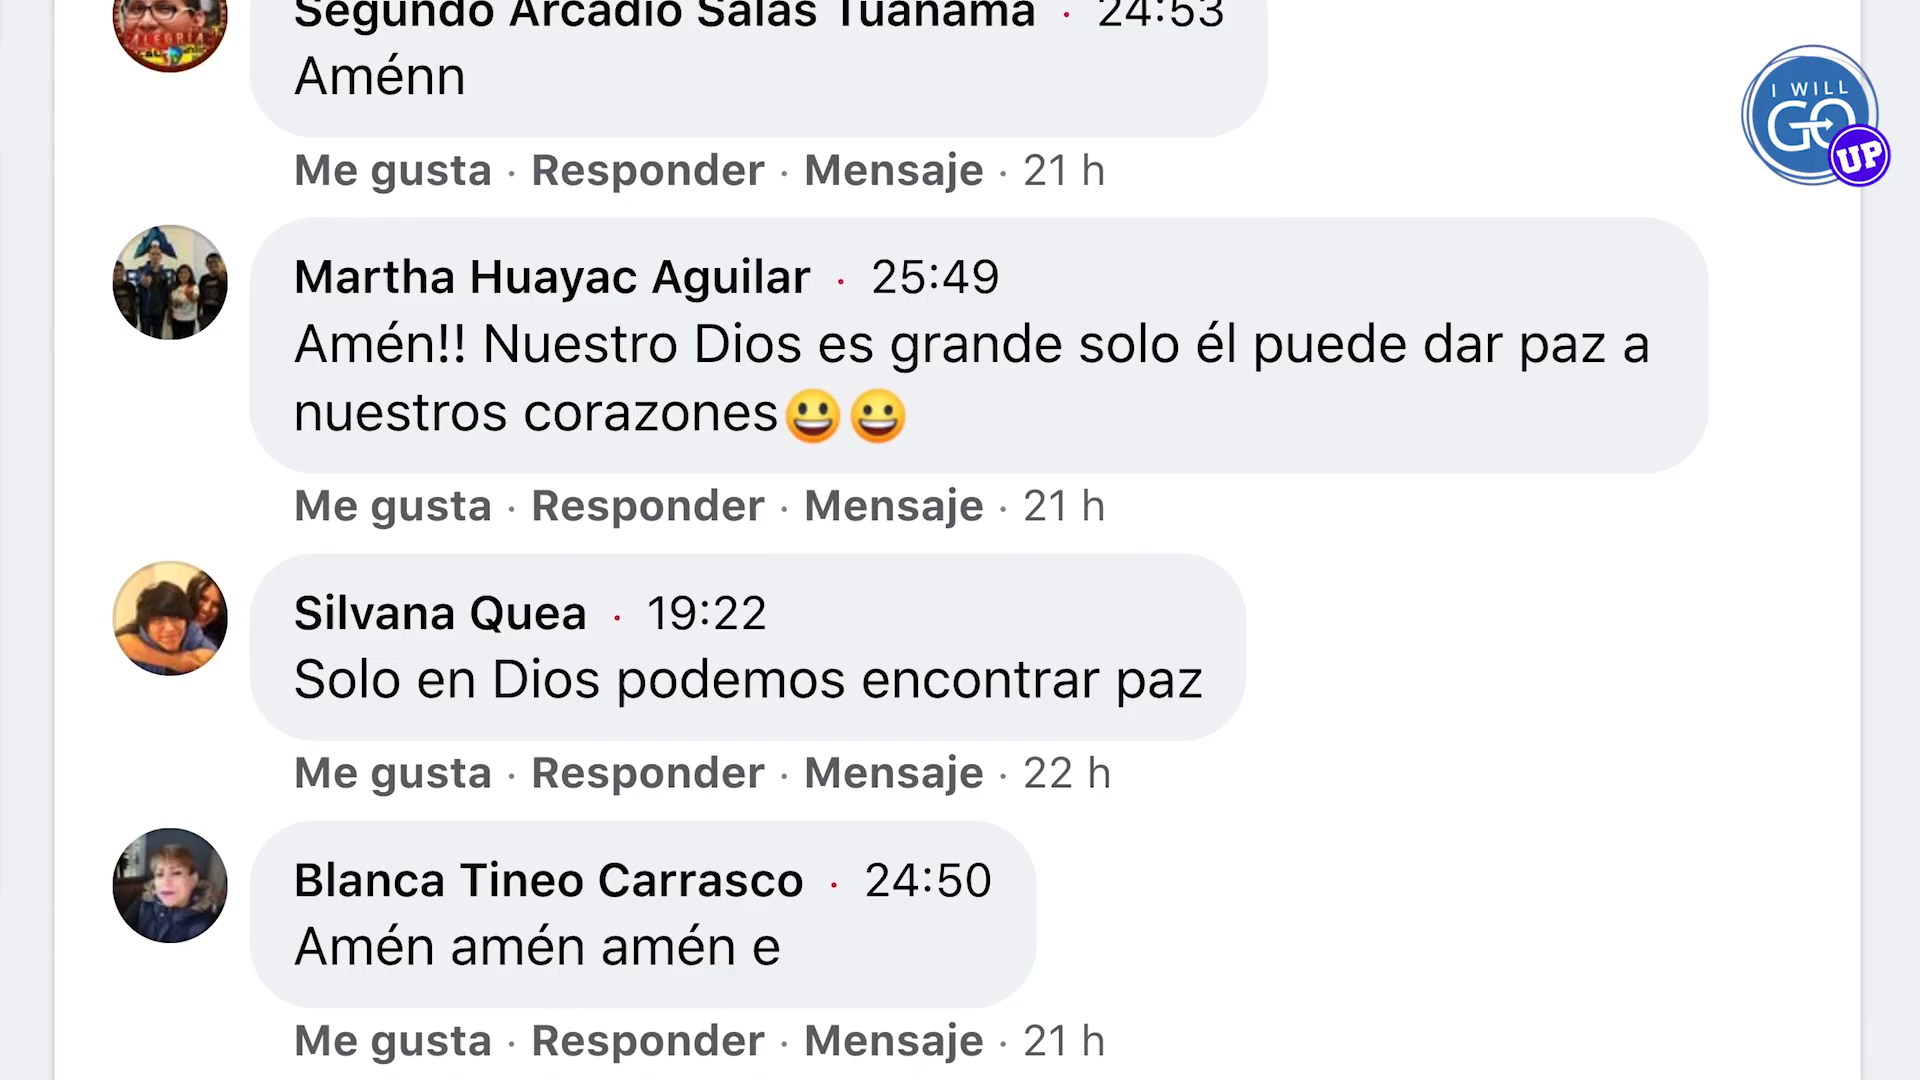 Segundo Arcadio Salas Tuanama · 24:53
Aménn
Me gusta · Responder · Mensaje · 21 h
I WILL
GO
UP
Martha Huayac Aguilar · 25:49
Amén!! Nuestro Dios es grande solo él puede dar paz a
nuestros corazones😃😃
Me gusta · Responder · Mensaje · 21 h
Silvana Quea · 19:22
Solo en Dios podemos encontrar paz
Me gusta · Responder · Mensaje · 22 h
Blanca Tineo Carrasco · 24:50
Amén amén amén e
Me gusta · Responder · Mensaje · 21 h